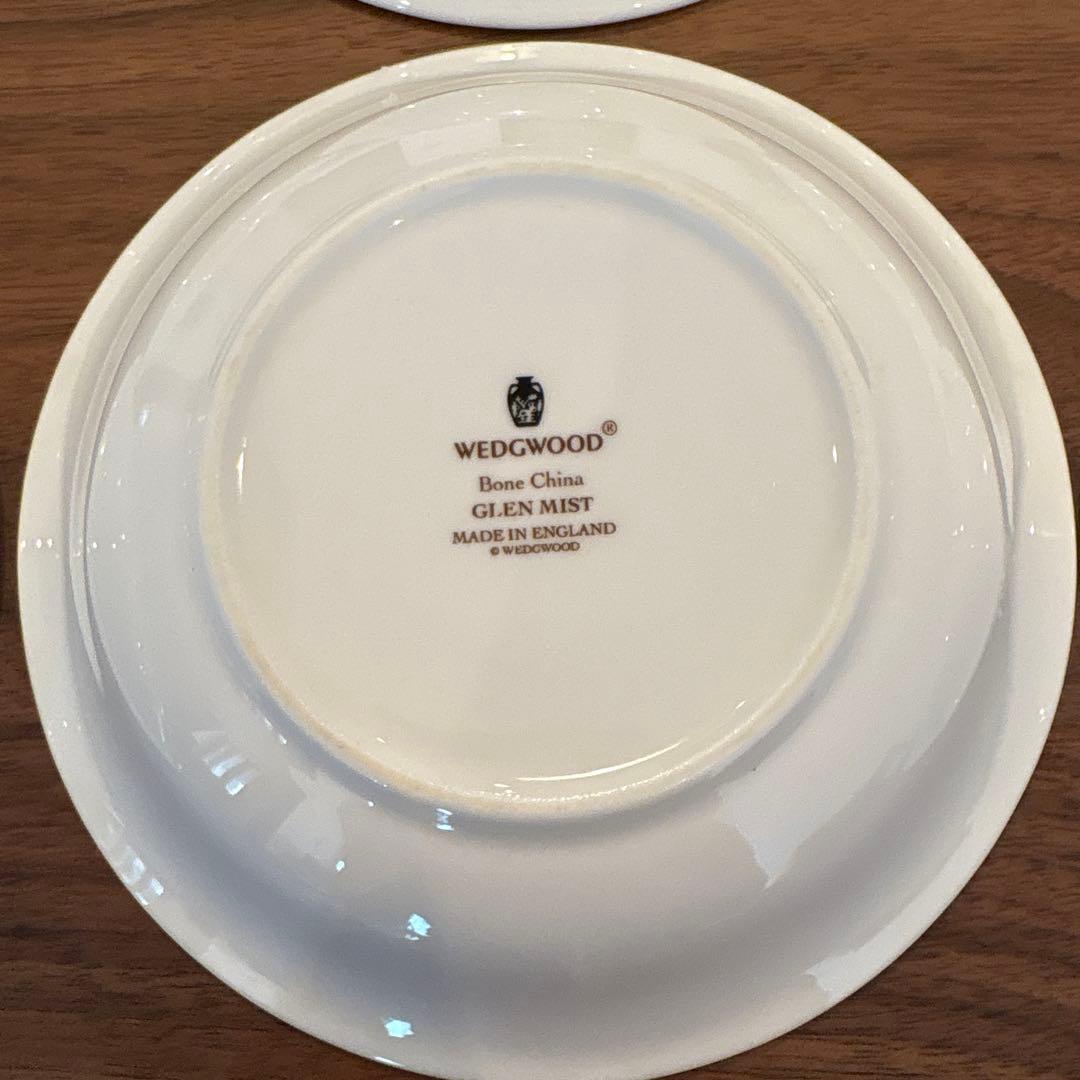 WEDGWOOD®
Bone China
GLEN MIST
MADE IN ENGLAND
© WEDGWOOD